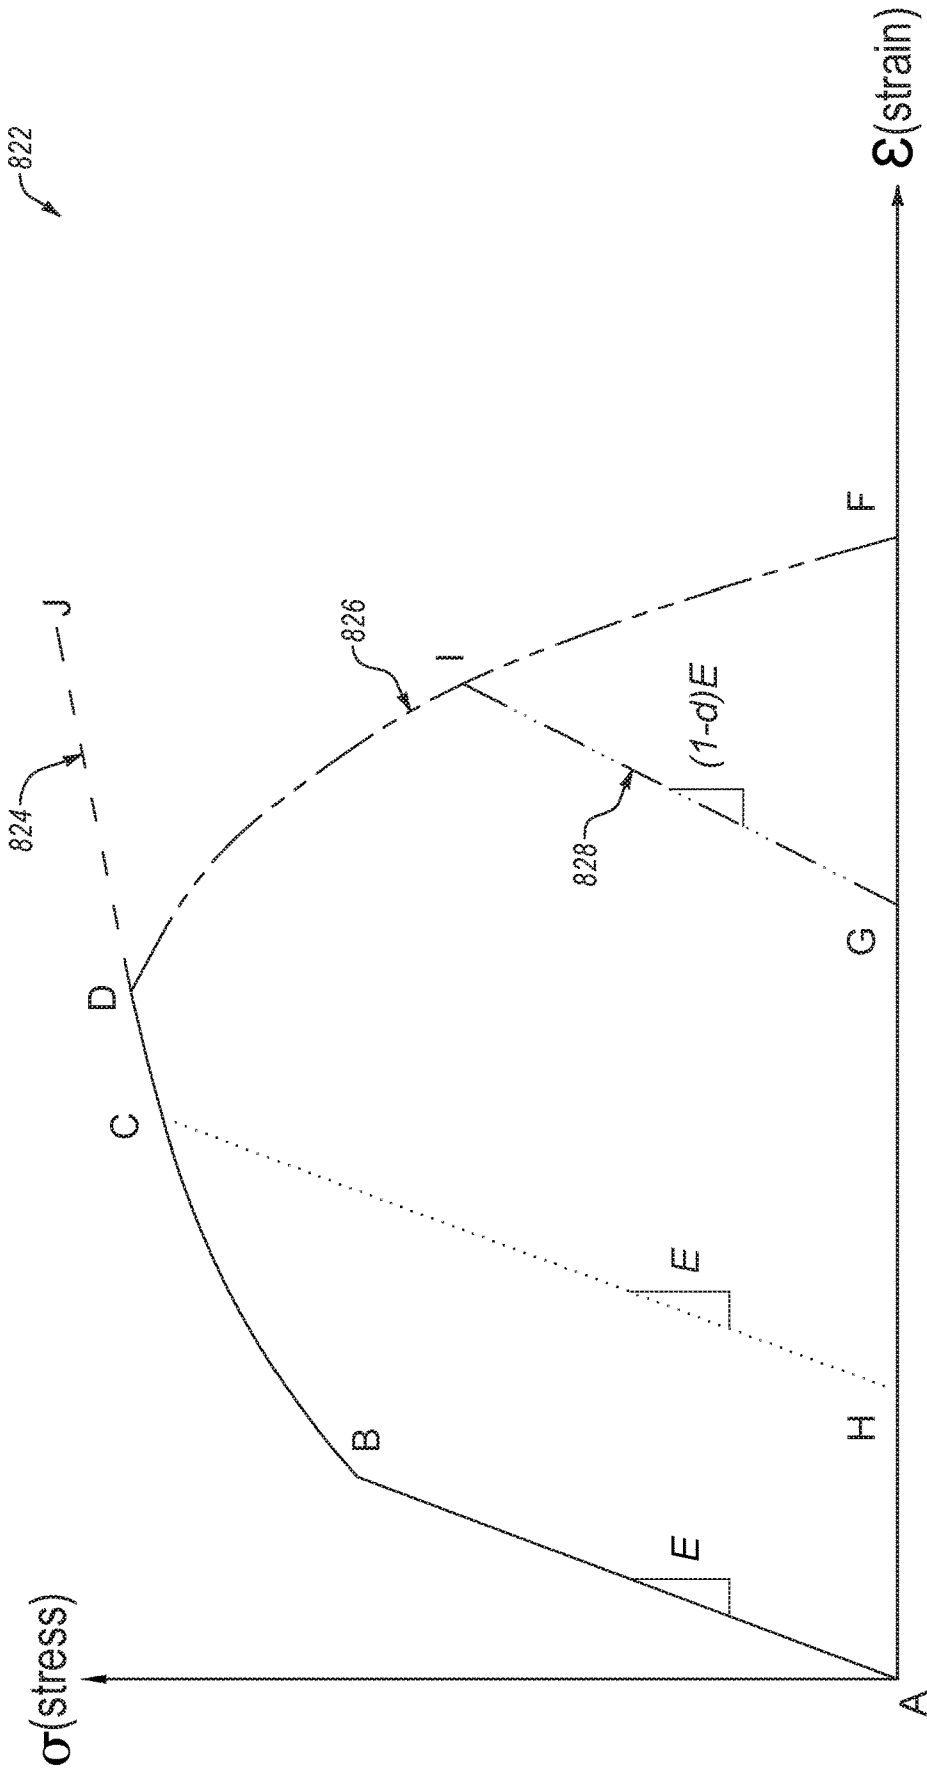 822
σ(stress)
824
J
D
826
C
I
B
828
(1-d)E
E
E
A
H
G
F
ε(strain)